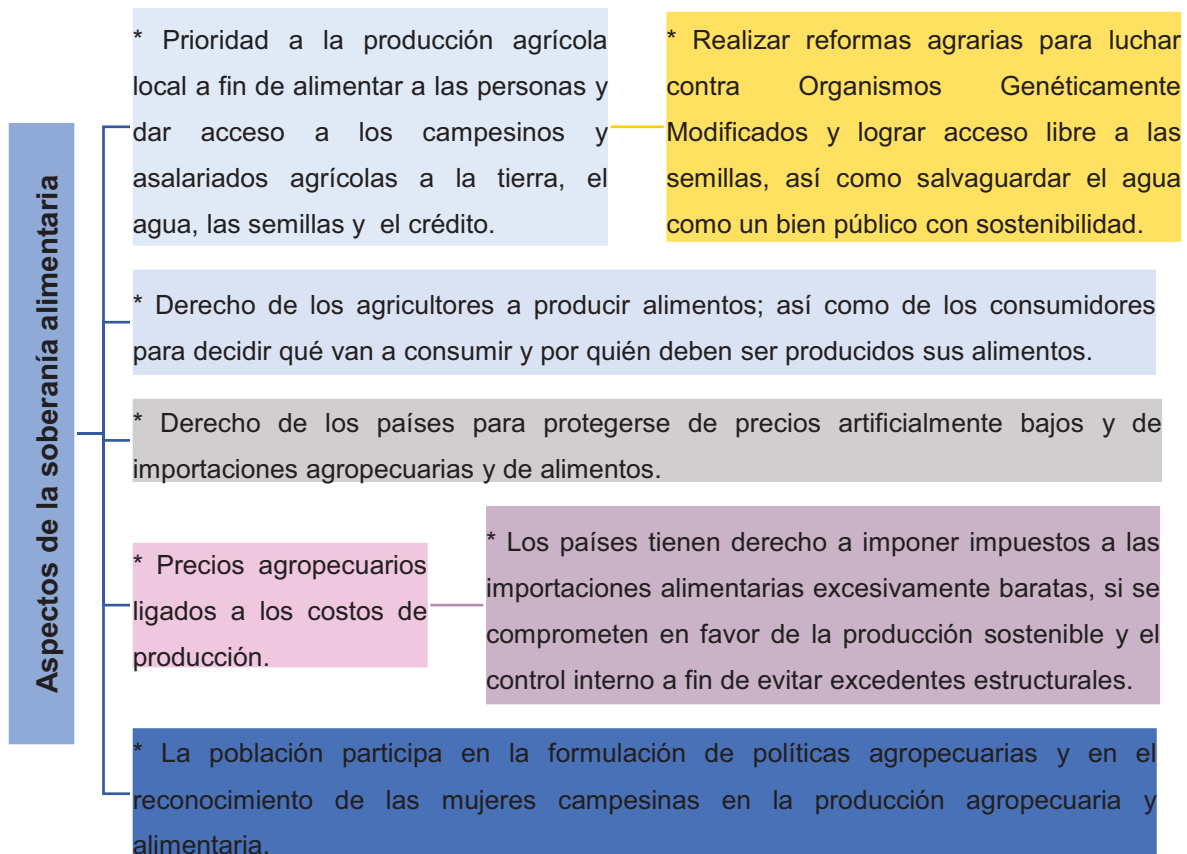 Aspectos de la soberanía alimentaria
* Prioridad a la producción agrícola
local a fin de alimentar a las personas y
dar acceso a los campesinos y
asalariados agrícolas a la tierra, el
agua, las semillas y el crédito.
* Realizar reformas agrarias para luchar
contra Organismos Genéticamente
Modificados y lograr acceso libre a las
semillas, así como salvaguardar el agua
como un bien público con sostenibilidad.
* Derecho de los agricultores a producir alimentos; así como de los consumidores
para decidir qué van a consumir y por quién deben ser producidos sus alimentos.
* Derecho de los países para protegerse de precios artificialmente bajos y de
importaciones agropecuarias y de alimentos.
* Precios agropecuarios
ligados a los costos de
producción.
* Los países tienen derecho a imponer impuestos a las
importaciones alimentarias excesivamente baratas, si se
comprometen en favor de la producción sostenible y el
control interno a fin de evitar excedentes estructurales.
* La población participa en la formulación de políticas agropecuarias y en el
reconocimiento de las mujeres campesinas en la producción agropecuaria y
alimentaria.